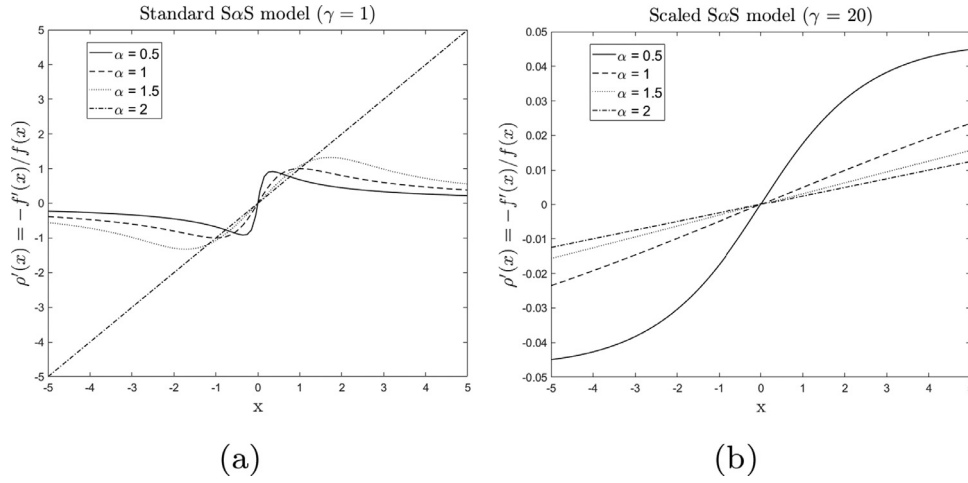 Standard SαS model (γ = 1)
α = 0.5
α = 1
α = 1.5
α = 2
ρ′(x) = −f′(x)/f(x)
5
4
3
2
1
0
-1
-2
-3
-4
-5
-5 -4 -3 -2 -1 0 1 2 3 4 5
x
(a)
Scaled SαS model (γ = 20)
α = 0.5
α = 1
α = 1.5
α = 2
ρ′(x) = −f′(x)/f(x)
0.05
0.04
0.03
0.02
0.01
0
-0.01
-0.02
-0.03
-0.04
-0.05
-5 -4 -3 -2 -1 0 1 2 3 4
x
(b)